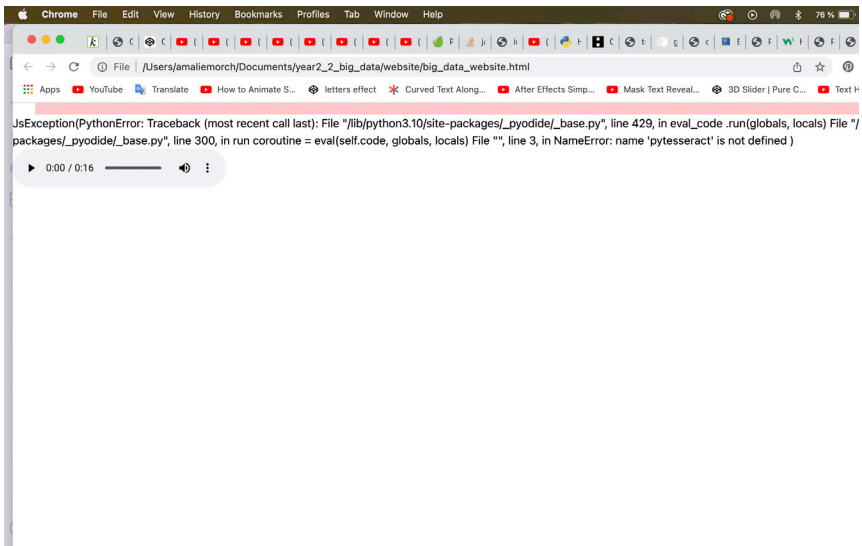 Chrome File Edit View History Bookmarks Profiles Tab Window Help 76 %
File | /Users/amaliemorch/Documents/year2_2_big_data/website/big_data_website.html
Apps YouTube Translate How to Animate S... letters effect Curved Text Along... After Effects Simp... Mask Text Reveal... 3D Slider | Pure C... Text H
JsException(PythonError: Traceback (most recent call last): File "/lib/python3.10/site-packages/_pyodide/_base.py", line 429, in eval_code .run(globals, locals) File "/
packages/_pyodide/_base.py", line 300, in run coroutine = eval(self.code, globals, locals) File "", line 3, in NameError: name 'pytesseract' is not defined )
0:00 / 0:16